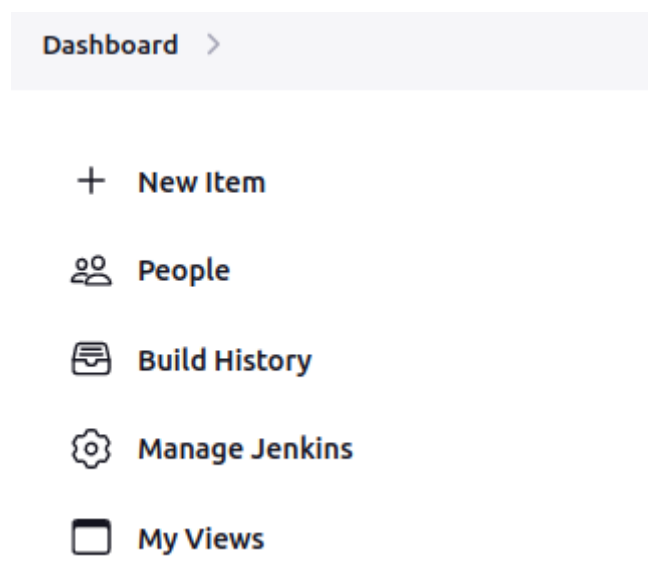 Dashboard
New Item
People
Build History
Manage Jenkins
My Views